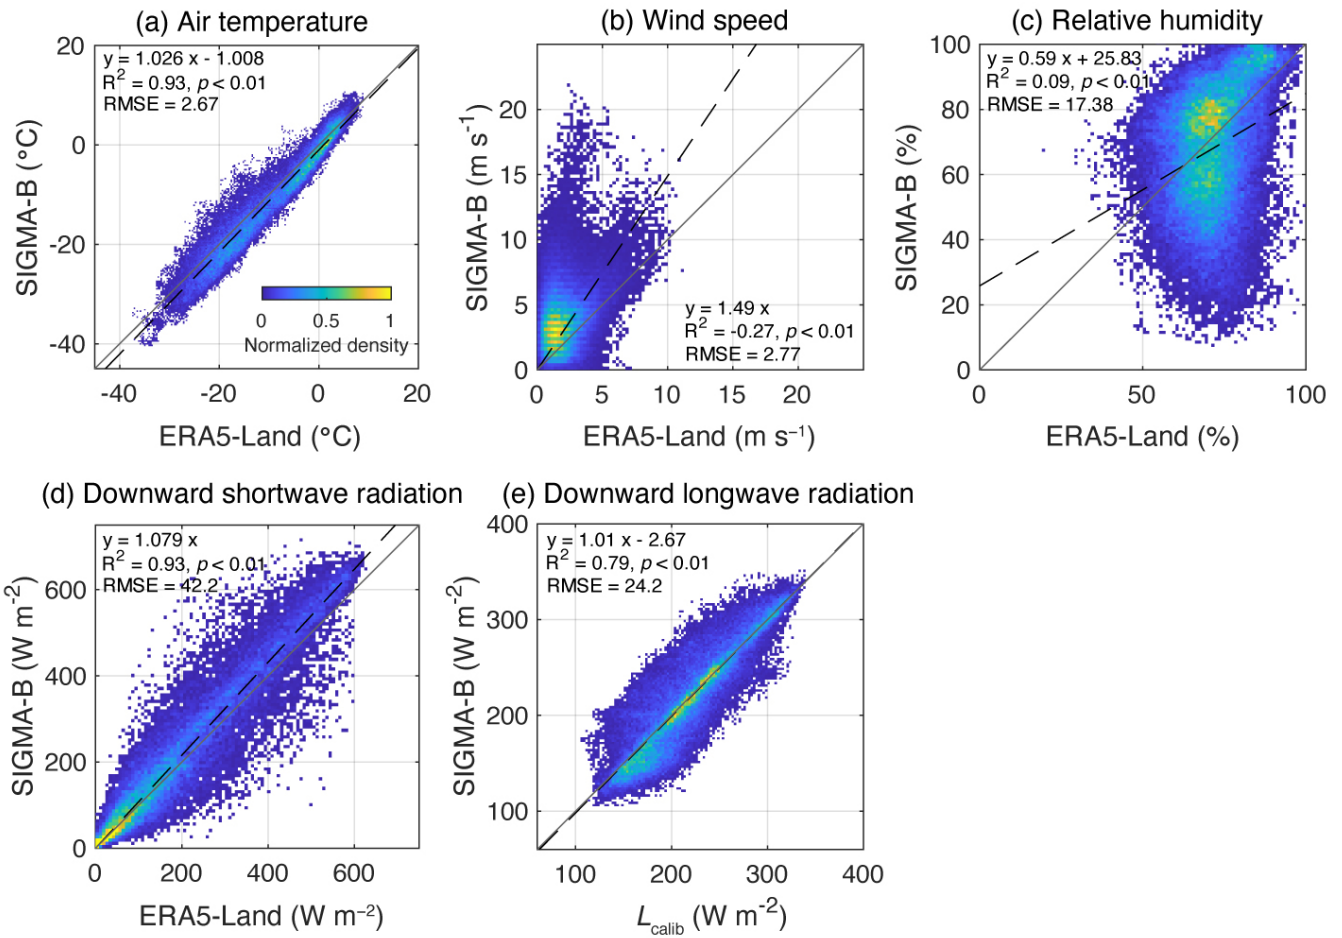 (a) Air temperature
y = 1.026 x - 1.008
R² = 0.93, p < 0.01
RMSE = 2.67
20
0
-20
-40
SIGMA-B (°C)
0 0.5 1
Normalized density
-40 -20 0 20
ERA5-Land (°C)
(b) Wind speed
20
15
10
5
0
SIGMA-B (m s⁻¹)
y = 1.49 x
R² = -0.27, p < 0.01
RMSE = 2.77
0 5 10 15 20
ERA5-Land (m s⁻¹)
(c) Relative humidity
y = 0.59 x + 25.83
R² = 0.09, p < 0.01
RMSE = 17.38
100
80
60
40
20
0
SIGMA-B (%)
0 50 100
ERA5-Land (%)
(d) Downward shortwave radiation
y = 1.079 x
R² = 0.93, p < 0.01
RMSE = 42.2
600
400
200
0
SIGMA-B (W m⁻²)
0 200 400 600
ERA5-Land (W m⁻²)
(e) Downward longwave radiation
y = 1.01 x - 2.67
R² = 0.79, p < 0.01
RMSE = 24.2
400
300
200
100
SIGMA-B (W m⁻²)
100 200 300 400
L_calib (W m⁻²)